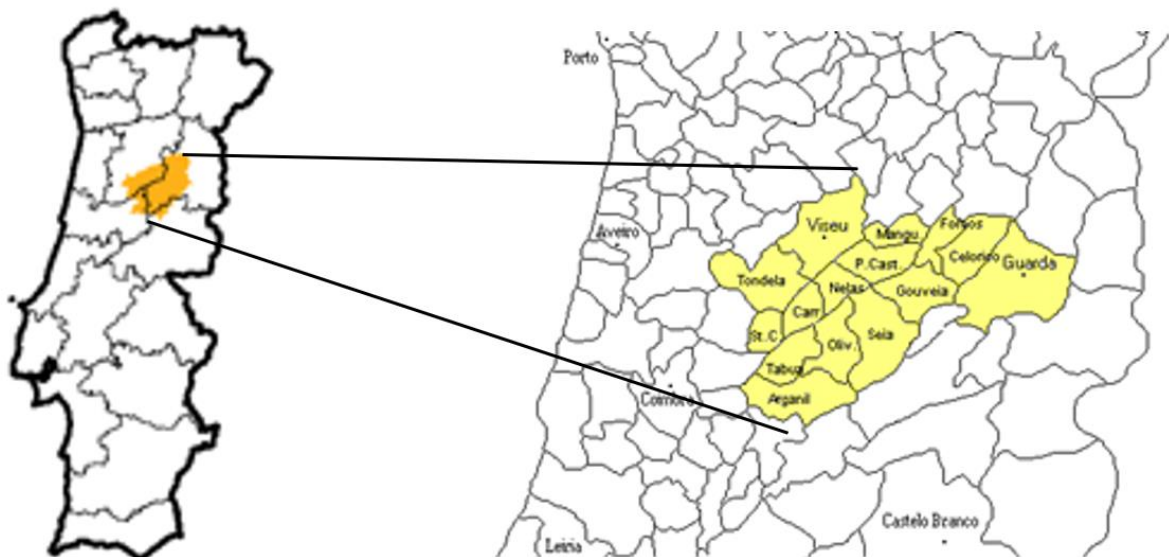 Porto
Aveiro
Viseu
Mangu.
Fornos
P.Cast.
Celorico
Guarda
Tondela
Nelas
Gouveia
Carr
St.C.
Oliv.
Seia
Tabua
Arganil
Coimbra
Castelo Branco
Leiria